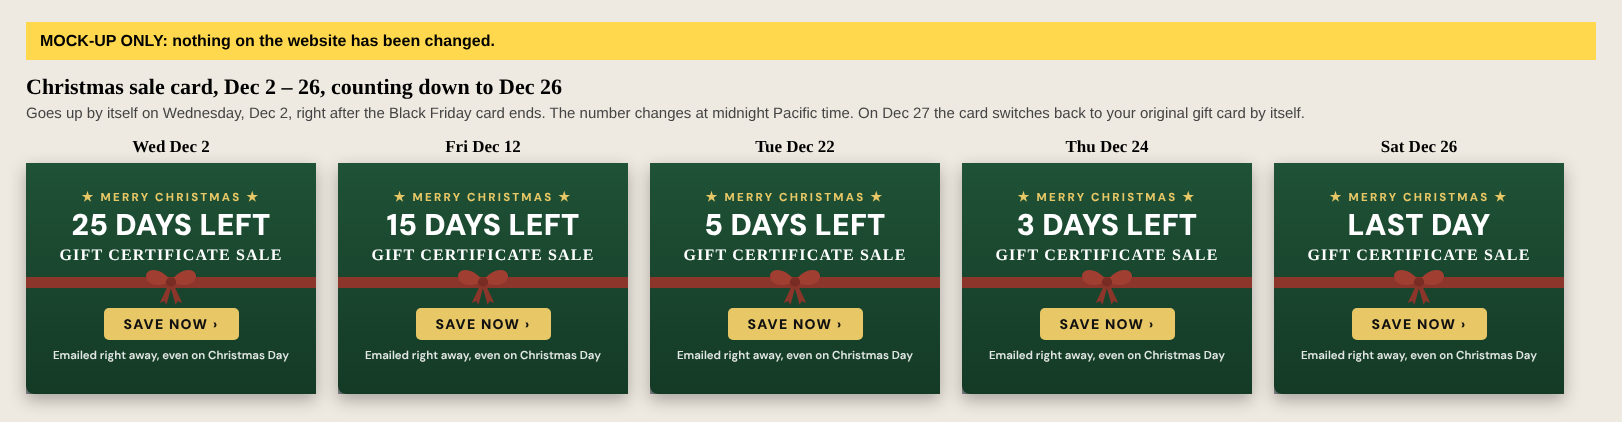 MOCK-UP ONLY: nothing on the website has been changed.
Christmas sale card, Dec 2 – 26, counting down to Dec 26
Goes up by itself on Wednesday, Dec 2, right after the Black Friday card ends. The number changes at midnight Pacific time. On Dec 27 the card switches back to your original gift card by itself.
Wed Dec 2
★ MERRY CHRISTMAS ★
25 DAYS LEFT
GIFT CERTIFICATE SALE
SAVE NOW ›
Emailed right away, even on Christmas Day
Fri Dec 12
★ MERRY CHRISTMAS ★
15 DAYS LEFT
GIFT CERTIFICATE SALE
SAVE NOW ›
Emailed right away, even on Christmas Day
Tue Dec 22
★ MERRY CHRISTMAS ★
5 DAYS LEFT
GIFT CERTIFICATE SALE
SAVE NOW ›
Emailed right away, even on Christmas Day
Thu Dec 24
★ MERRY CHRISTMAS ★
3 DAYS LEFT
GIFT CERTIFICATE SALE
SAVE NOW ›
Emailed right away, even on Christmas Day
Sat Dec 26
★ MERRY CHRISTMAS ★
LAST DAY
GIFT CERTIFICATE SALE
SAVE NOW ›
Emailed right away, even on Christmas Day